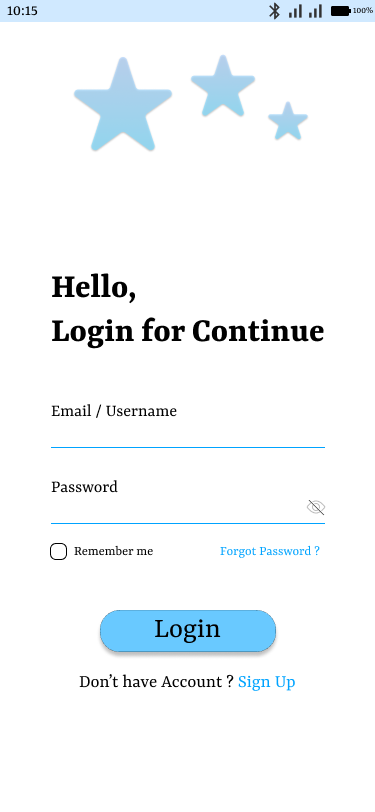 10:15
100%
Hello,
Login for Continue
Email / Username
Password
Remember me
Forgot Password ?
Login
Don't have Account ? Sign Up